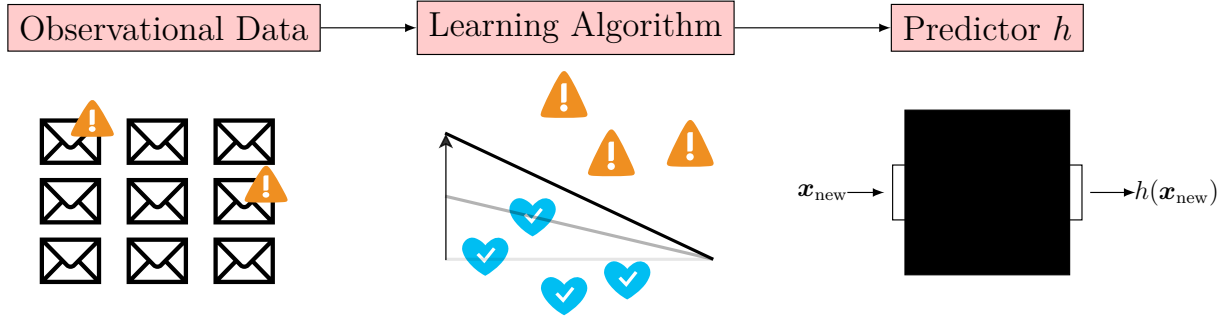 Observational Data
Learning Algorithm
Predictor h
x_new
h(x_new)